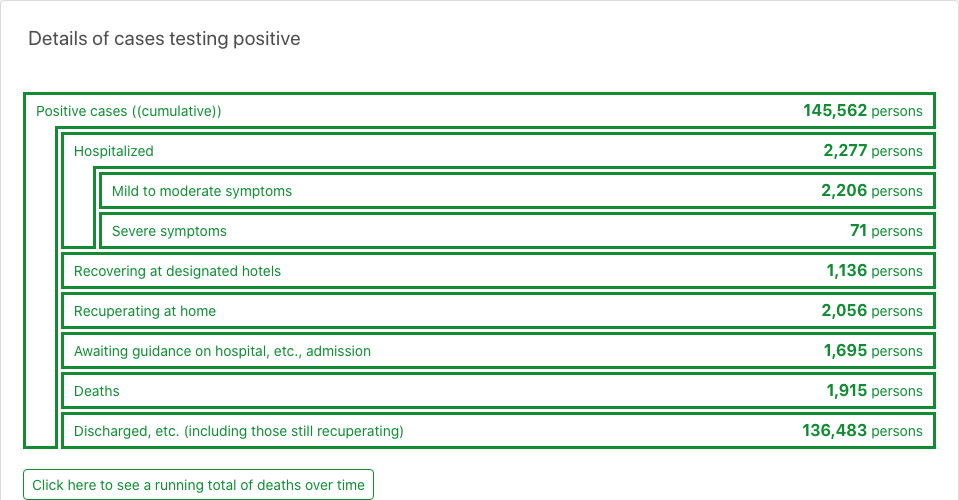 Details of cases testing positive
Positive cases ((cumulative)) 145,562 persons
Hospitalized 2,277 persons
Mild to moderate symptoms 2,206 persons
Severe symptoms 71 persons
Recovering at designated hotels 1,136 persons
Recuperating at home 2,056 persons
Awaiting guidance on hospital, etc., admission 1,695 persons
Deaths 1,915 persons
Discharged, etc. (including those still recuperating) 136,483 persons
Click here to see a running total of deaths over time